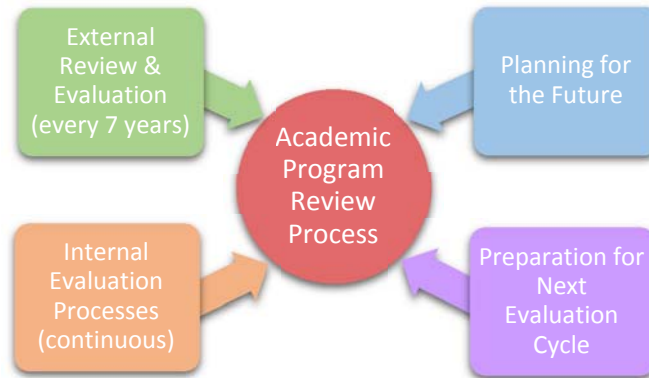 External
Review &
Evaluation
(every 7 years)
Planning for
the Future
Academic
Program
Review
Process
Internal
Evaluation
Processes
(continuous)
Preparation for
Next
Evaluation
Cycle